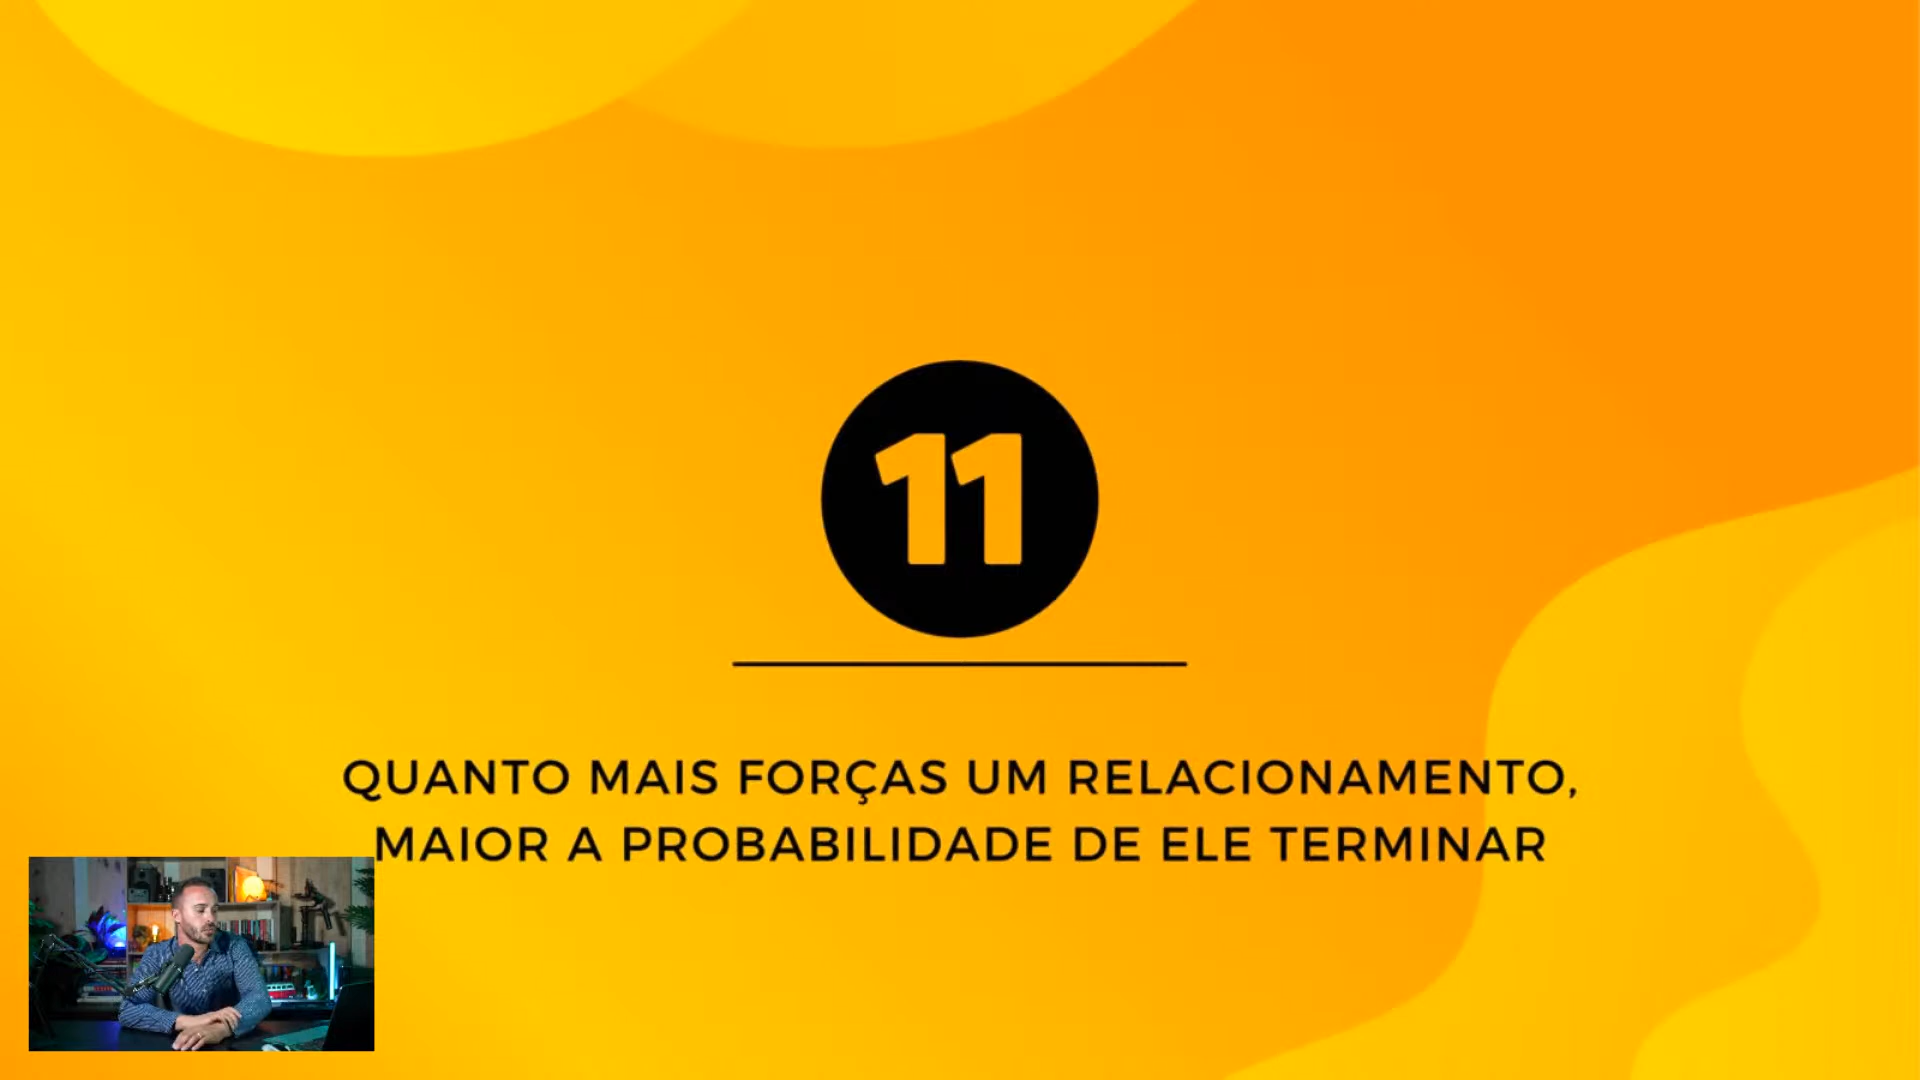 11
QUANTO MAIS FORÇAS UM RELACIONAMENTO,
MAIOR A PROBABILIDADE DE ELE TERMINAR